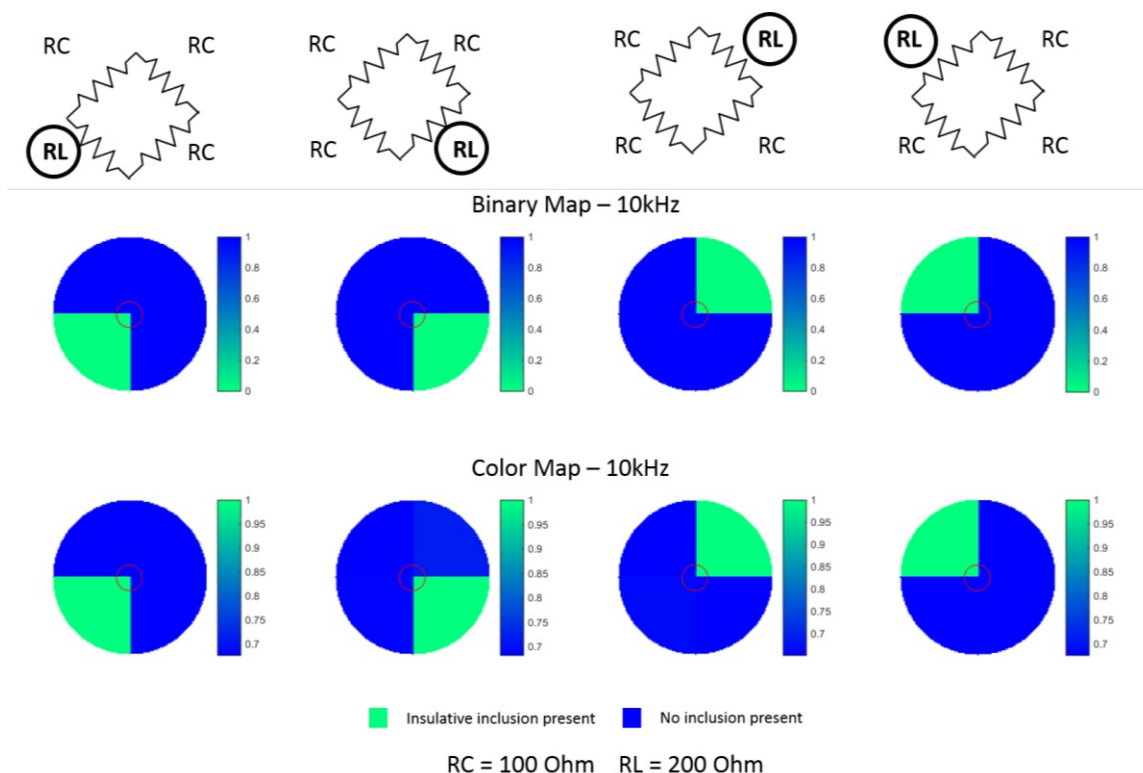 RC RC RC RC RC RL RL RC
RL RC RC RL RC RC RC RC
Binary Map – 10kHz
1 1 1 1
0.8 0.8 0.8 0.8
0.6 0.6 0.6 0.6
0.4 0.4 0.4 0.4
0.2 0.2 0.2 0.2
0 0 0 0
Color Map – 10kHz
1 1 1 1
0.95 0.95 0.95 0.95
0.9 0.9 0.9 0.9
0.85 0.85 0.85 0.85
0.8 0.8 0.8 0.8
0.75 0.75 0.75 0.75
0.7 0.7 0.7 0.7
Insulative inclusion present No inclusion present
RC = 100 Ohm RL = 200 Ohm